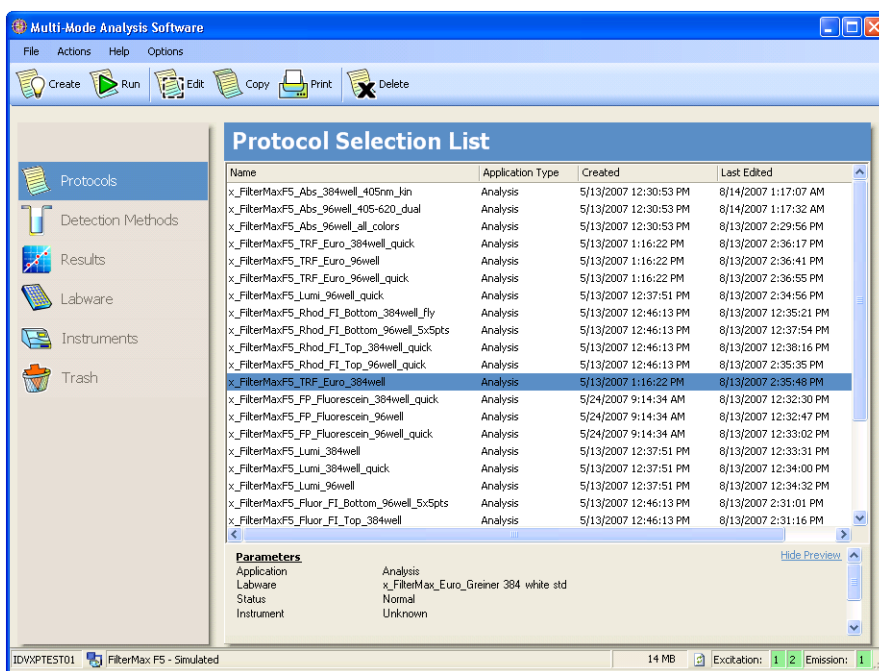 Multi-Mode Analysis Software
File Actions Help Options
Create Run Edit Copy Print Delete
Protocols
Detection Methods
Results
Labware
Instruments
Trash
Protocol Selection List
Name Application Type Created Last Edited
x_FilterMaxF5_Abs_384well_405nm_kin Analysis 5/13/2007 12:30:53 PM 8/14/2007 1:17:07 AM
x_FilterMaxF5_Abs_96well_405-620_dual Analysis 5/13/2007 12:30:53 PM 8/14/2007 1:17:32 AM
x_FilterMaxF5_Abs_96well_all_colors Analysis 5/13/2007 12:30:53 PM 8/13/2007 2:29:56 PM
x_FilterMaxF5_TRF_Euro_384well_quick Analysis 5/13/2007 1:16:22 PM 8/13/2007 2:36:17 PM
x_FilterMaxF5_TRF_Euro_96well Analysis 5/13/2007 1:16:22 PM 8/13/2007 2:36:41 PM
x_FilterMaxF5_TRF_Euro_96well_quick Analysis 5/13/2007 1:16:22 PM 8/13/2007 2:36:55 PM
x_FilterMaxF5_Lumi_96well_quick Analysis 5/13/2007 12:37:51 PM 8/13/2007 2:34:56 PM
x_FilterMaxF5_Rhod_FI_Bottom_384well_fly Analysis 5/13/2007 12:46:13 PM 8/13/2007 12:35:21 PM
x_FilterMaxF5_Rhod_FI_Bottom_96well_5x5pts Analysis 5/13/2007 12:46:13 PM 8/13/2007 12:37:54 PM
x_FilterMaxF5_Rhod_FI_Top_384well_quick Analysis 5/13/2007 12:46:13 PM 8/13/2007 12:38:16 PM
x_FilterMaxF5_Rhod_FI_Top_96well_quick Analysis 5/13/2007 12:46:13 PM 8/13/2007 2:35:35 PM
x_FilterMaxF5_TRF_Euro_384well Analysis 5/13/2007 1:16:22 PM 8/13/2007 2:35:48 PM
x_FilterMaxF5_FP_Fluorescein_384well_quick Analysis 5/24/2007 9:14:34 AM 8/13/2007 12:32:30 PM
x_FilterMaxF5_FP_Fluorescein_96well Analysis 5/24/2007 9:14:34 AM 8/13/2007 12:32:47 PM
x_FilterMaxF5_FP_Fluorescein_96well_quick Analysis 5/24/2007 9:14:34 AM 8/13/2007 12:33:02 PM
x_FilterMaxF5_Lumi_384well Analysis 5/13/2007 12:37:51 PM 8/13/2007 12:33:31 PM
x_FilterMaxF5_Lumi_384well_quick Analysis 5/13/2007 12:37:51 PM 8/13/2007 12:34:00 PM
x_FilterMaxF5_Lumi_96well Analysis 5/13/2007 12:37:51 PM 8/13/2007 12:34:32 PM
x_FilterMaxF5_Fluor_FI_Bottom_96well_5x5pts Analysis 5/13/2007 12:46:13 PM 8/13/2007 2:31:01 PM
x_FilterMaxF5_Fluor_FI_Top_384well Analysis 5/13/2007 12:46:13 PM 8/13/2007 2:31:16 PM
Parameters Hide Preview
Application Analysis
Labware x_FilterMax_Euro_Greiner 384 white std
Status Normal
Instrument Unknown
IDVXPTEST01 FilterMax F5 - Simulated 14 MB Excitation: 1 2 Emission: 1